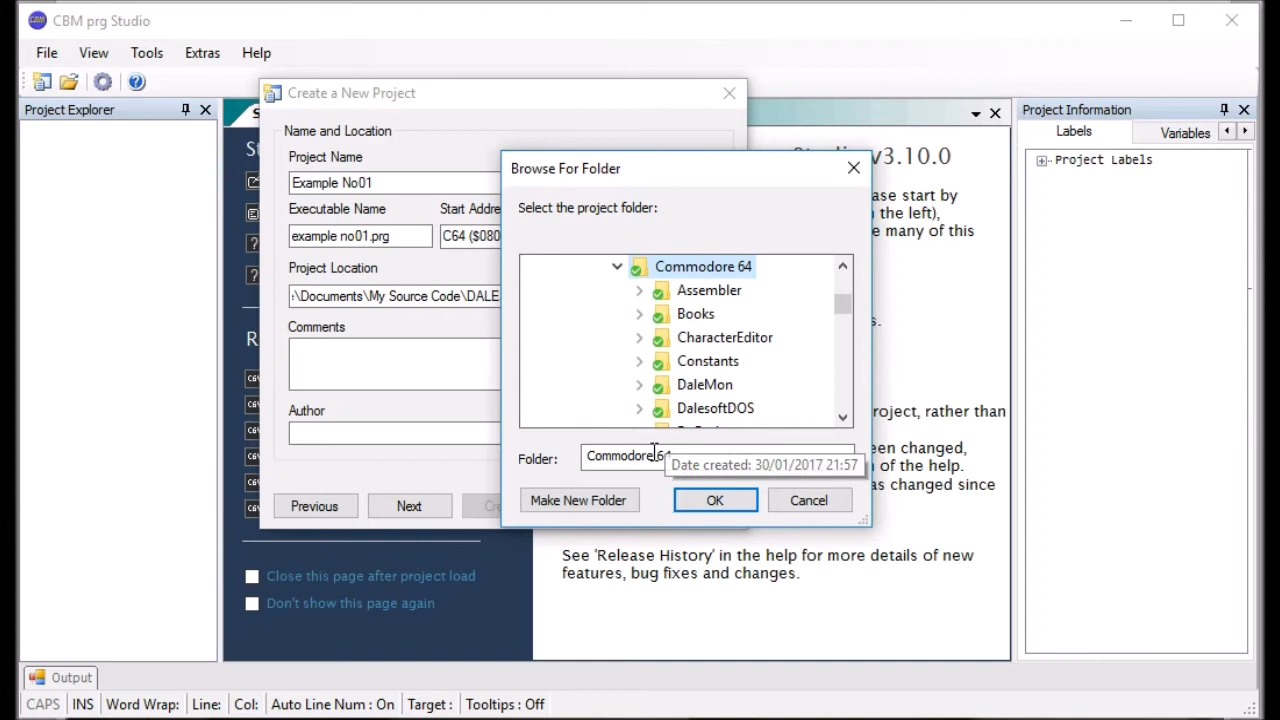 CBM prg Studio
File View Tools Extras Help
Project Explorer
Create a New Project
Name and Location
Project Name
Example No01
Executable Name Start Addre
example no01.prg C64 ($080
Project Location
:\Documents\My Source Code\DALE
Comments
Author
Previous Next Cre
Browse For Folder
Select the project folder:
Commodore 64
Assembler
Books
CharacterEditor
Constants
DaleMon
DalesoftDOS
Folder: Commodore 64
Date created: 30/01/2017 21:57
Make New Folder OK Cancel
v3.10.0
ase start by
n the left),
e many of this
s.
roject, rather than
een changed,
n of the help.
as changed since
See 'Release History' in the help for more details of new
features, bug fixes and changes.
Close this page after project load
Don't show this page again
Project Information
Labels Variables
Project Labels
Output
CAPS INS Word Wrap: Line: Col: Auto Line Num : On Target : Tooltips : Off